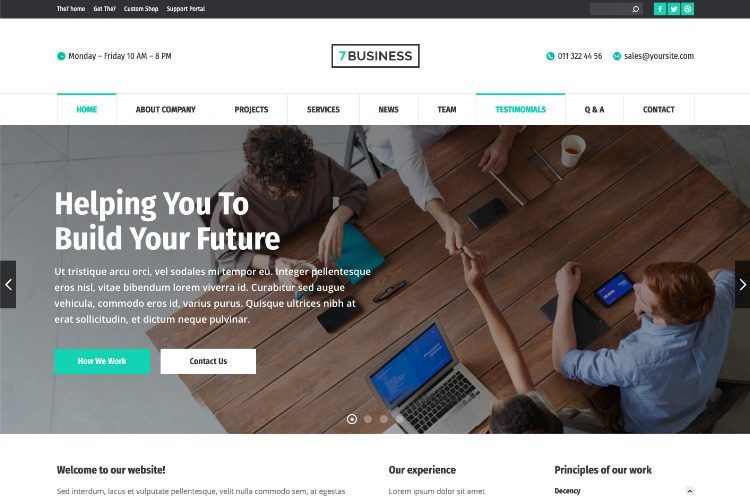 The7 home Get The7 Custom Shop Support Portal
Monday – Friday 10 AM – 8 PM
7BUSINESS
011 322 44 56 sales@yoursite.com
HOME ABOUT COMPANY PROJECTS SERVICES NEWS TEAM TESTIMONIALS Q & A CONTACT
Helping You To
Build Your Future
Ut tristique arcu orci, vel sodales mi tempor eu. Integer pellentesque
eros nisl, vitae bibendum lorem viverra id. Curabitur sed augue
vehicula, commodo eros id, varius purus. Quisque ultrices nibh at
erat sollicitudin, et dictum neque pulvinar.
How We Work Contact Us
Welcome to our website! Our experience Principles of our work
Sed interdum, lacus et vulputate pellentesque, velit nulla commodo sem, at egestas Lorem ipsum dolor sit amet Decency